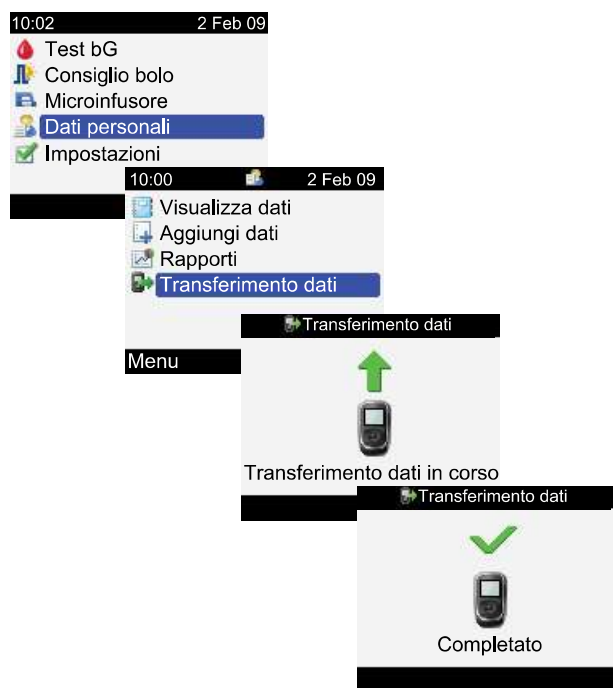 10:02 2 Feb 09
Test bG
Consiglio bolo
Microinfusore
Dati personali
Impostazioni
10:00 2 Feb 09
Visualizza dati
Aggiungi dati
Rapporti
Transferimento dati
Menu
Transferimento dati
Transferimento dati in corso
Transferimento dati
Completato